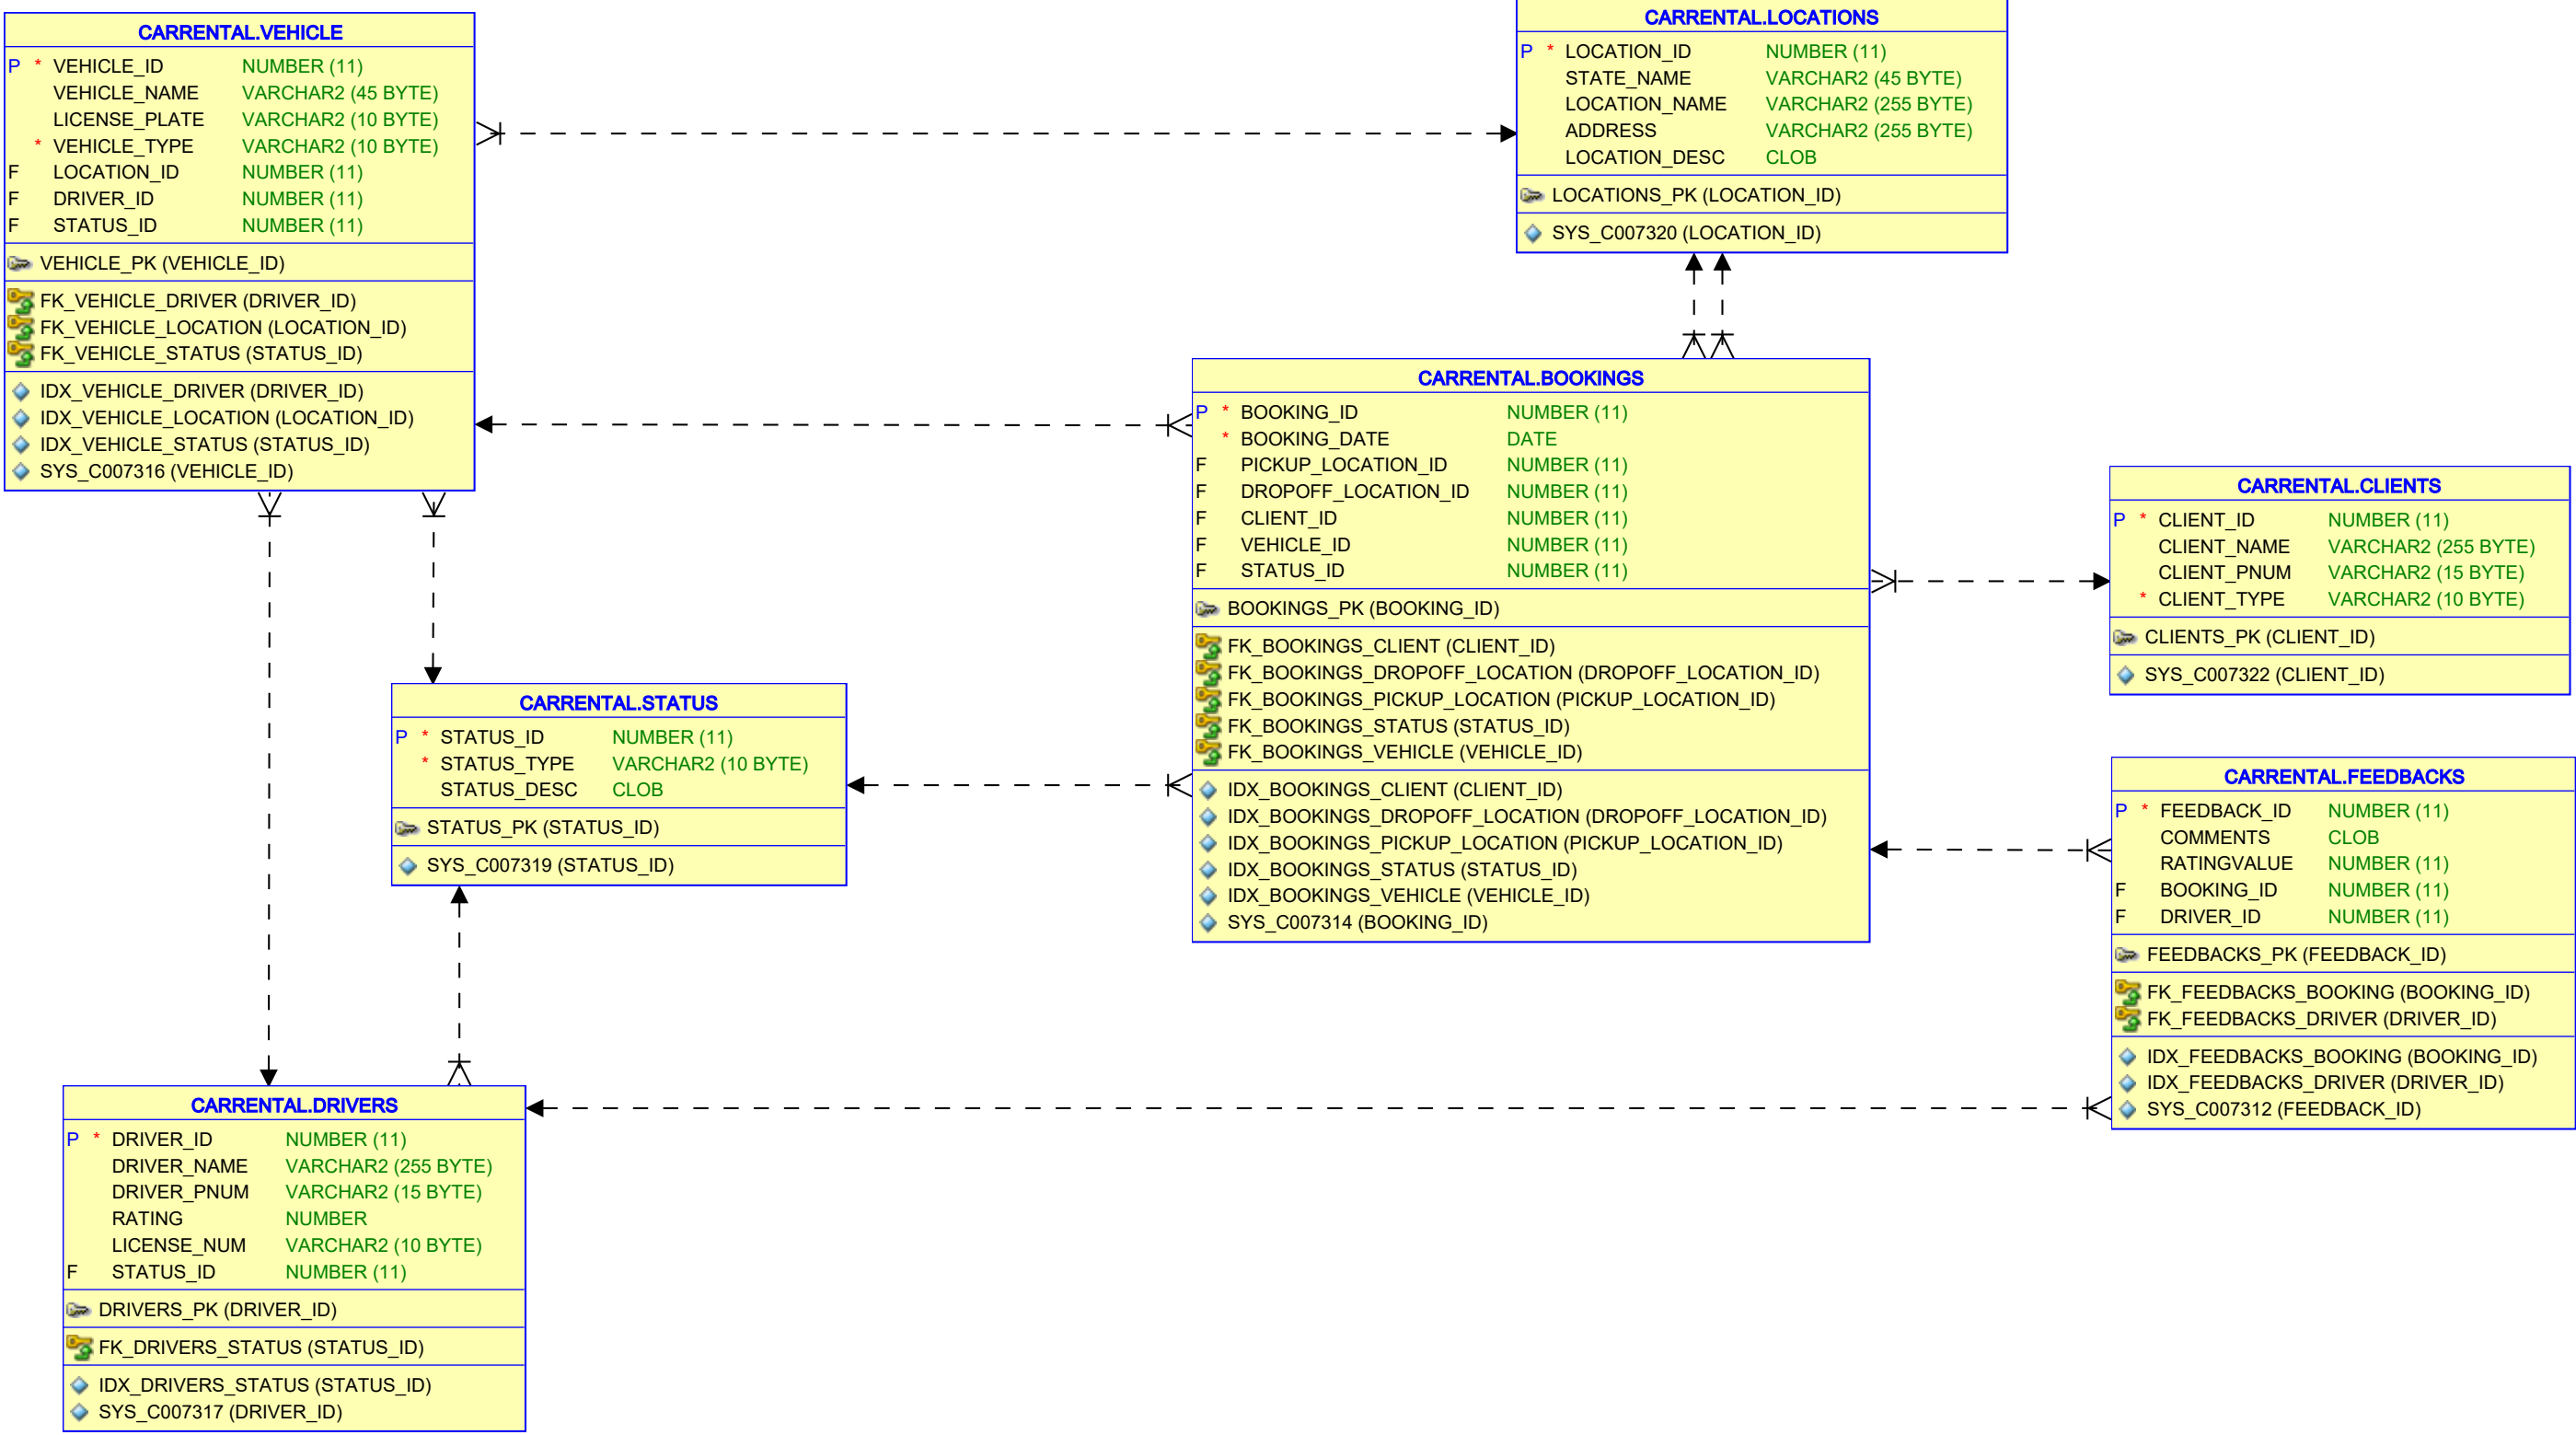 CARRENTAL.VEHICLE
P * VEHICLE_ID NUMBER (11)
VEHICLE_NAME VARCHAR2 (45 BYTE)
LICENSE_PLATE VARCHAR2 (10 BYTE)
* VEHICLE_TYPE VARCHAR2 (10 BYTE)
F LOCATION_ID NUMBER (11)
F DRIVER_ID NUMBER (11)
F STATUS_ID NUMBER (11)
VEHICLE_PK (VEHICLE_ID)
FK_VEHICLE_DRIVER (DRIVER_ID)
FK_VEHICLE_LOCATION (LOCATION_ID)
FK_VEHICLE_STATUS (STATUS_ID)
IDX_VEHICLE_DRIVER (DRIVER_ID)
IDX_VEHICLE_LOCATION (LOCATION_ID)
IDX_VEHICLE_STATUS (STATUS_ID)
SYS_C007316 (VEHICLE_ID)
CARRENTAL.LOCATIONS
P * LOCATION_ID NUMBER (11)
STATE_NAME VARCHAR2 (45 BYTE)
LOCATION_NAME VARCHAR2 (255 BYTE)
ADDRESS VARCHAR2 (255 BYTE)
LOCATION_DESC CLOB
LOCATIONS_PK (LOCATION_ID)
SYS_C007320 (LOCATION_ID)
CARRENTAL.BOOKINGS
P * BOOKING_ID NUMBER (11)
* BOOKING_DATE DATE
F PICKUP_LOCATION_ID NUMBER (11)
F DROPOFF_LOCATION_ID NUMBER (11)
F CLIENT_ID NUMBER (11)
F VEHICLE_ID NUMBER (11)
F STATUS_ID NUMBER (11)
BOOKINGS_PK (BOOKING_ID)
FK_BOOKINGS_CLIENT (CLIENT_ID)
FK_BOOKINGS_DROPOFF_LOCATION (DROPOFF_LOCATION_ID)
FK_BOOKINGS_PICKUP_LOCATION (PICKUP_LOCATION_ID)
FK_BOOKINGS_STATUS (STATUS_ID)
FK_BOOKINGS_VEHICLE (VEHICLE_ID)
IDX_BOOKINGS_CLIENT (CLIENT_ID)
IDX_BOOKINGS_DROPOFF_LOCATION (DROPOFF_LOCATION_ID)
IDX_BOOKINGS_PICKUP_LOCATION (PICKUP_LOCATION_ID)
IDX_BOOKINGS_STATUS (STATUS_ID)
IDX_BOOKINGS_VEHICLE (VEHICLE_ID)
SYS_C007314 (BOOKING_ID)
CARRENTAL.CLIENTS
P * CLIENT_ID NUMBER (11)
CLIENT_NAME VARCHAR2 (255 BYTE)
CLIENT_PNUM VARCHAR2 (15 BYTE)
* CLIENT_TYPE VARCHAR2 (10 BYTE)
CLIENTS_PK (CLIENT_ID)
SYS_C007322 (CLIENT_ID)
CARRENTAL.STATUS
P * STATUS_ID NUMBER (11)
* STATUS_TYPE VARCHAR2 (10 BYTE)
STATUS_DESC CLOB
STATUS_PK (STATUS_ID)
SYS_C007319 (STATUS_ID)
CARRENTAL.FEEDBACKS
P * FEEDBACK_ID NUMBER (11)
COMMENTS CLOB
RATINGVALUE NUMBER (11)
F BOOKING_ID NUMBER (11)
F DRIVER_ID NUMBER (11)
FEEDBACKS_PK (FEEDBACK_ID)
FK_FEEDBACKS_BOOKING (BOOKING_ID)
FK_FEEDBACKS_DRIVER (DRIVER_ID)
IDX_FEEDBACKS_BOOKING (BOOKING_ID)
IDX_FEEDBACKS_DRIVER (DRIVER_ID)
SYS_C007312 (FEEDBACK_ID)
CARRENTAL.DRIVERS
P * DRIVER_ID NUMBER (11)
DRIVER_NAME VARCHAR2 (255 BYTE)
DRIVER_PNUM VARCHAR2 (15 BYTE)
RATING NUMBER
LICENSE_NUM VARCHAR2 (10 BYTE)
F STATUS_ID NUMBER (11)
DRIVERS_PK (DRIVER_ID)
FK_DRIVERS_STATUS (STATUS_ID)
IDX_DRIVERS_STATUS (STATUS_ID)
SYS_C007317 (DRIVER_ID)